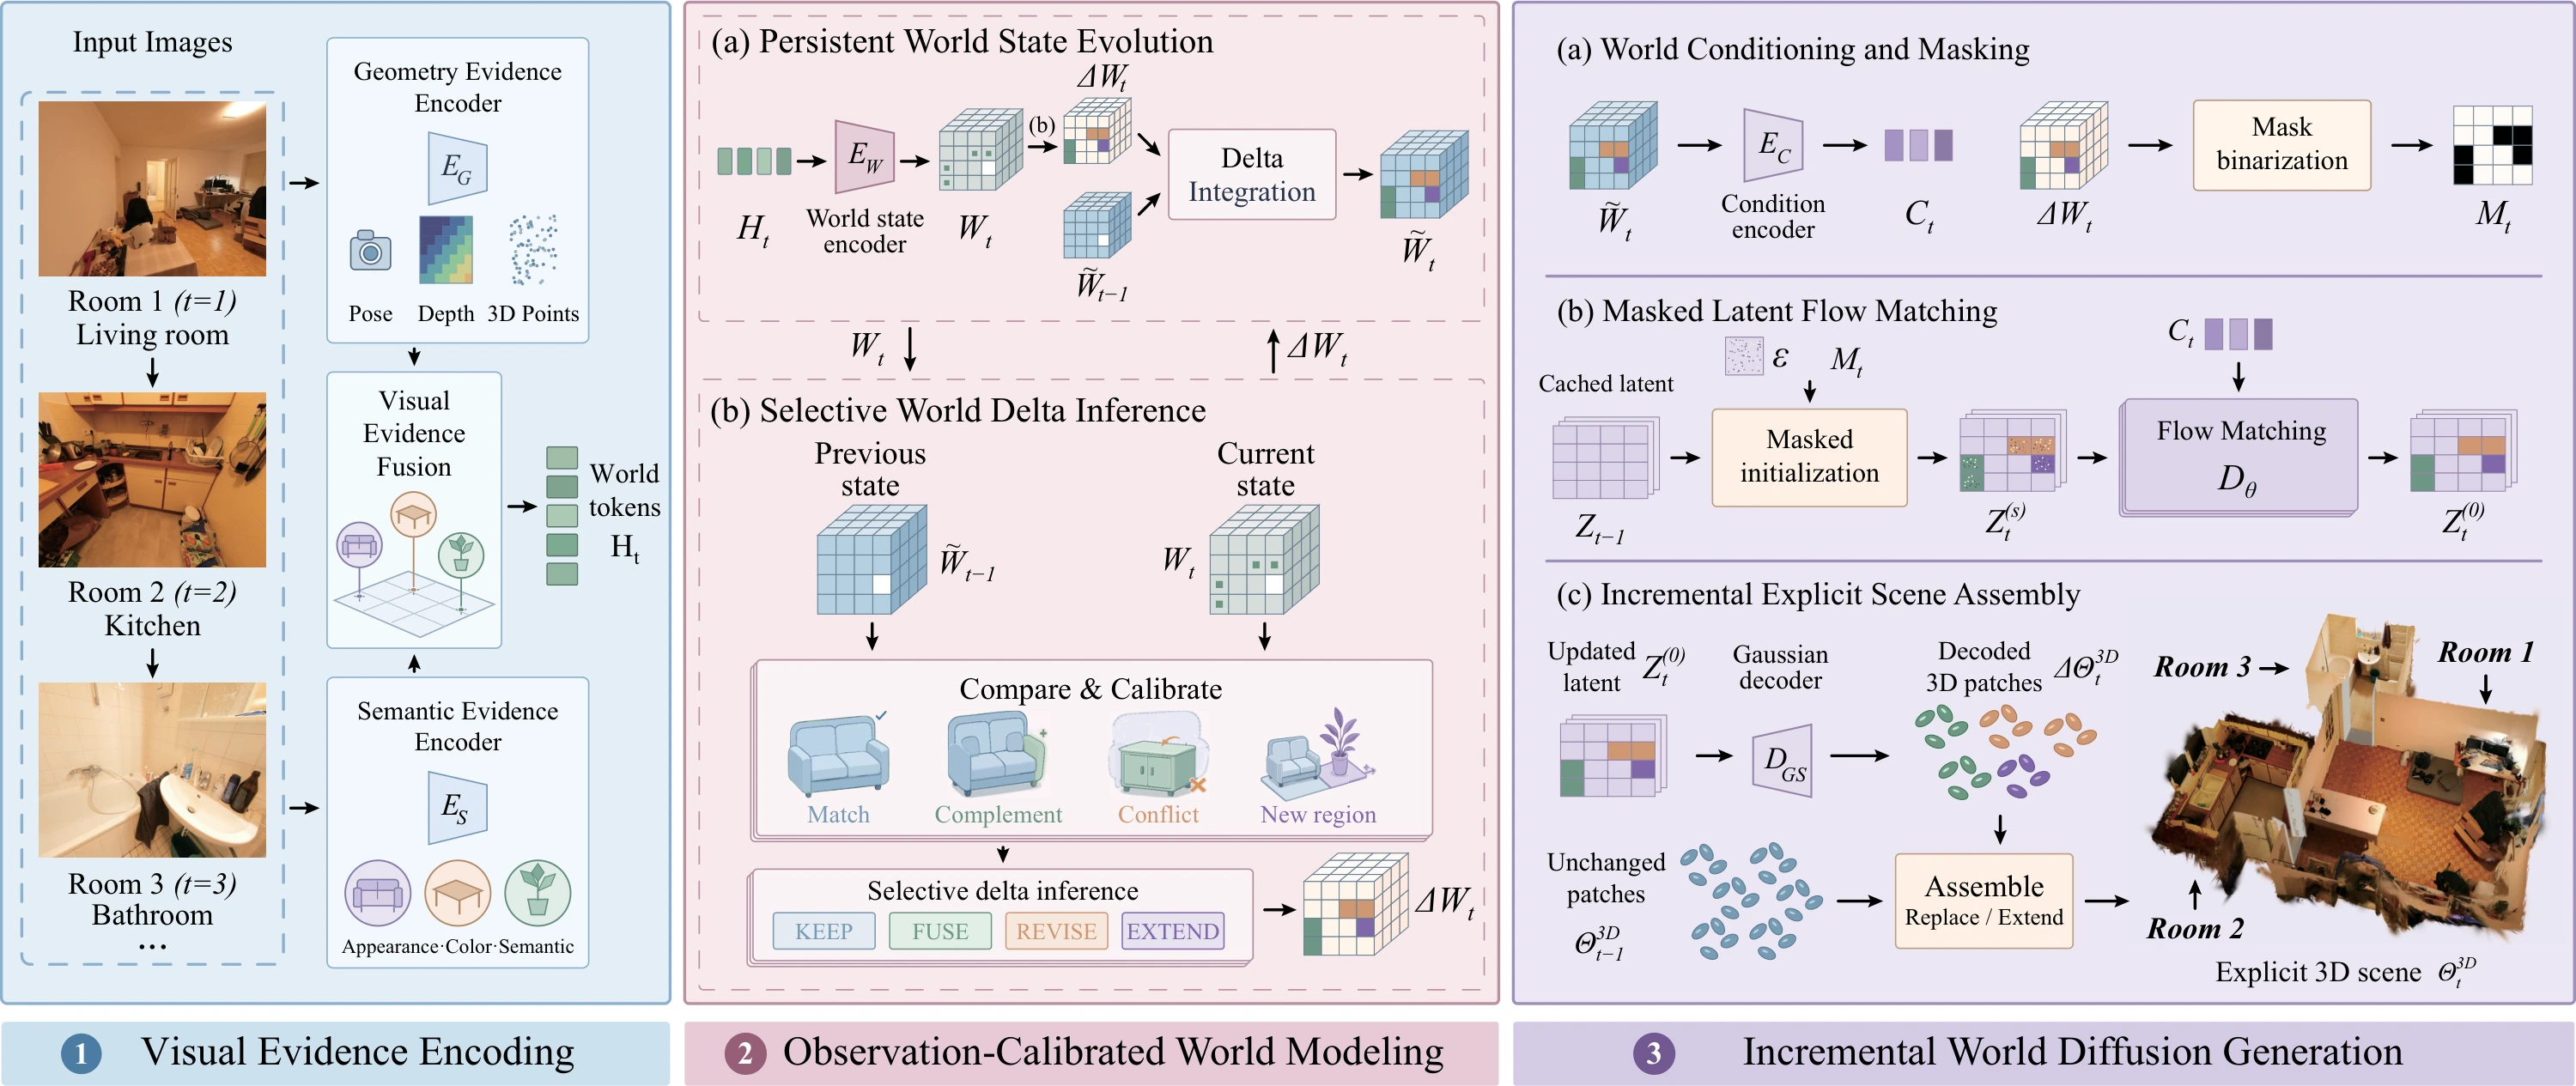 Input Images
Room 1 (t=1)
Living room
Room 2 (t=2)
Kitchen
Room 3 (t=3)
Bathroom
...
Geometry Evidence
Encoder
E_G
Pose
Depth
3D Points
Visual
Evidence
Fusion
World
tokens
H_t
Semantic Evidence
Encoder
E_S
Appearance·Color·Semantic
1 Visual Evidence Encoding
(a) Persistent World State Evolution
H_t
E_W
World state
encoder
W_t
(b)
ΔW_t
W̃_{t−1}
Delta
Integration
W̃_t
W_t
ΔW_t
(b) Selective World Delta Inference
Previous
state
W̃_{t−1}
Current
state
W_t
Compare & Calibrate
Match
Complement
Conflict
New region
Selective delta inference
KEEP
FUSE
REVISE
EXTEND
ΔW_t
2 Observation-Calibrated World Modeling
(a) World Conditioning and Masking
W̃_t
E_C
Condition
encoder
C_t
ΔW_t
Mask
binarization
M_t
(b) Masked Latent Flow Matching
Cached latent
Z_{t−1}
ε
M_t
Masked
initialization
Z_t^{(s)}
C_t
Flow Matching
D_θ
Z_t^{(0)}
(c) Incremental Explicit Scene Assembly
Updated
latent
Z_t^{(0)}
Gaussian
decoder
D_{GS}
Decoded
3D patches
ΔΘ_t^{3D}
Unchanged
patches
Θ_{t−1}^{3D}
Assemble
Replace / Extend
Room 3
Room 1
Room 2
Explicit 3D scene Θ_t^{3D}
3 Incremental World Diffusion Generation